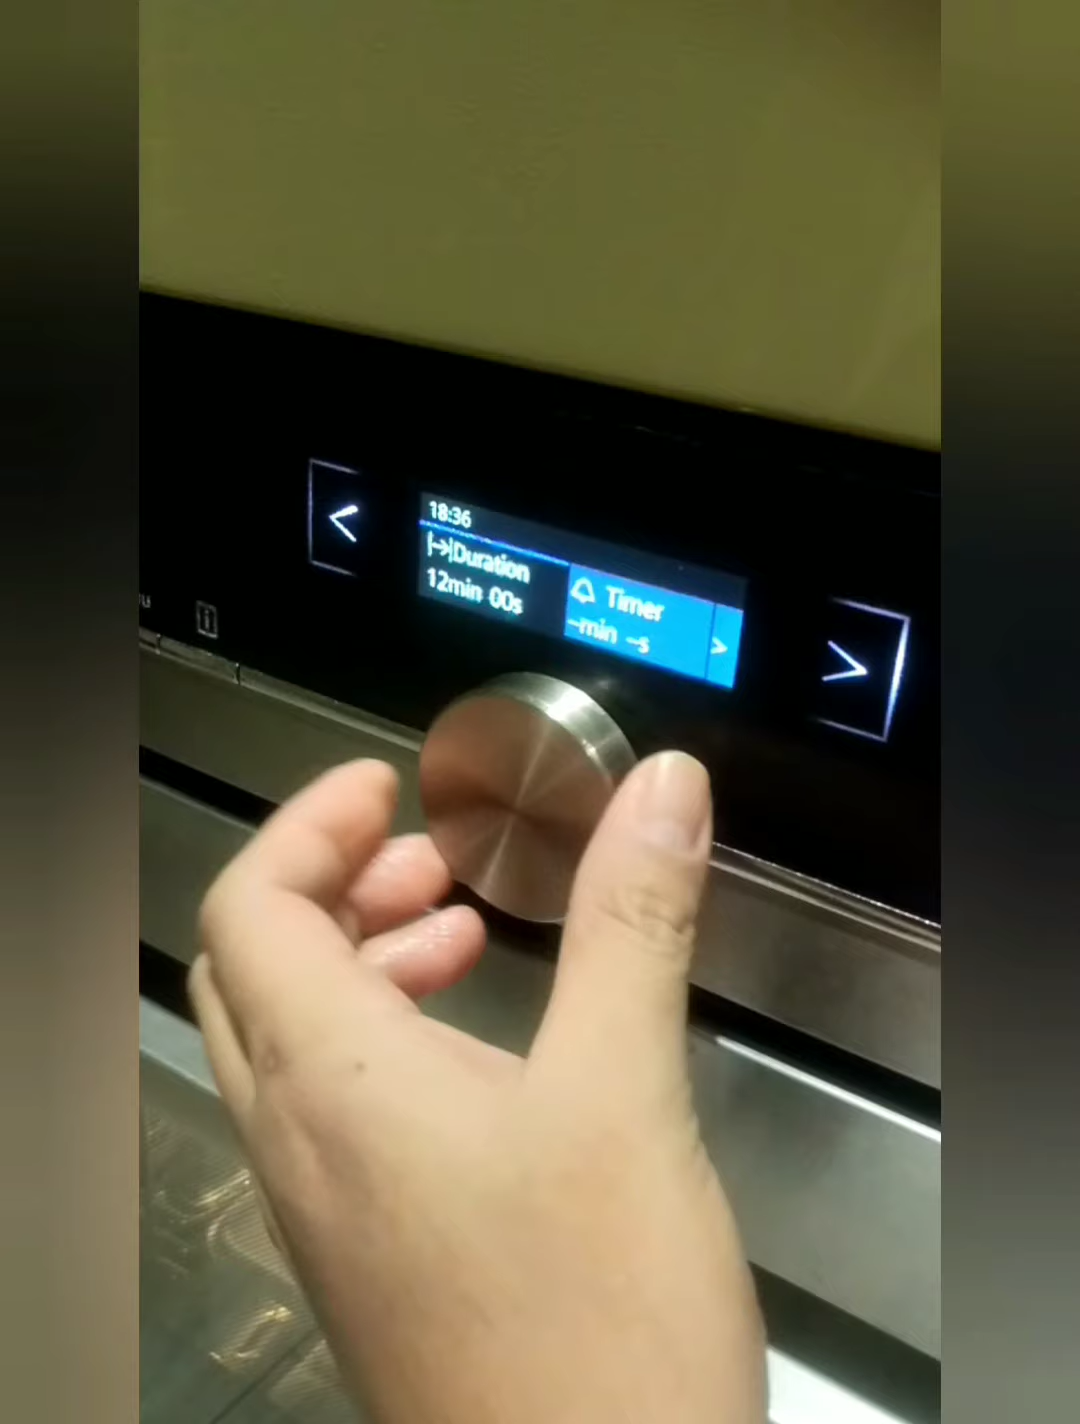 18:36
|→|Duration
12min 00s
Timer
--min --s
>
<
>
i